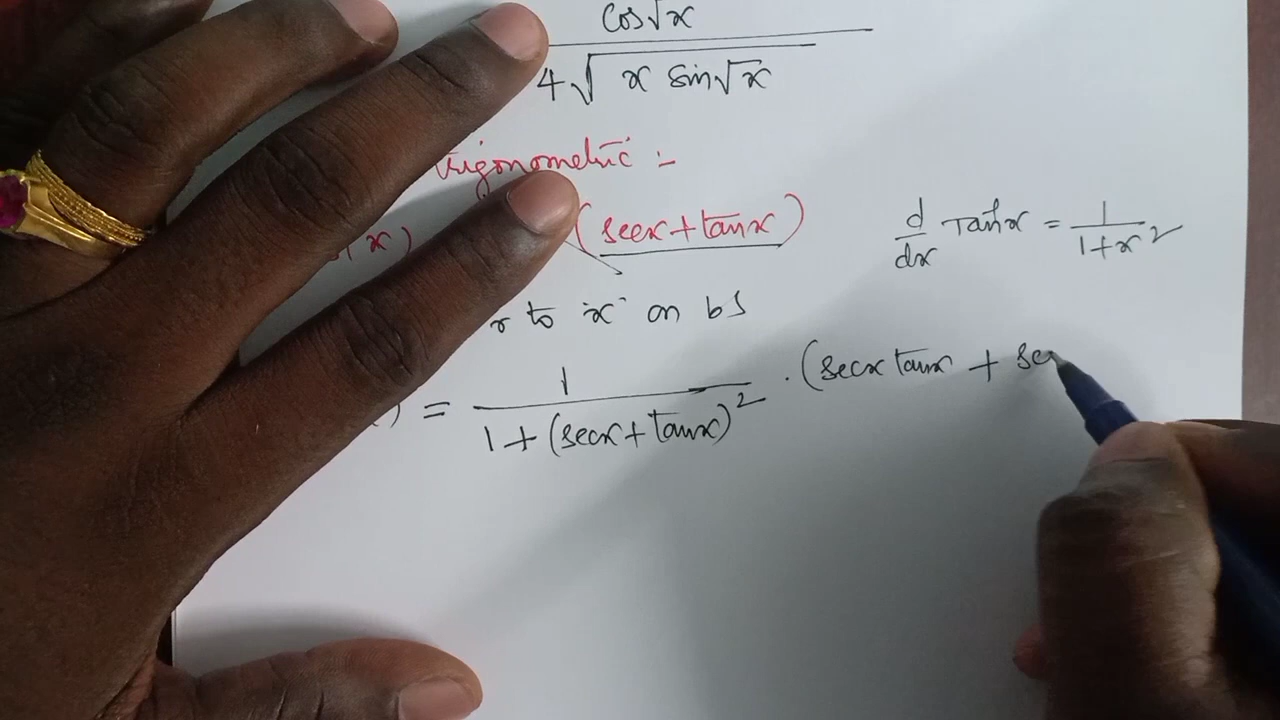 cos√x
4√x sin√x
trigonometric :-
(x) (secx+tanx)
d/dx Tan⁻¹x = 1/1+x²
r to 'x' on bs
) = 1/1+(secx+tanx)² . (secx tanx + sec